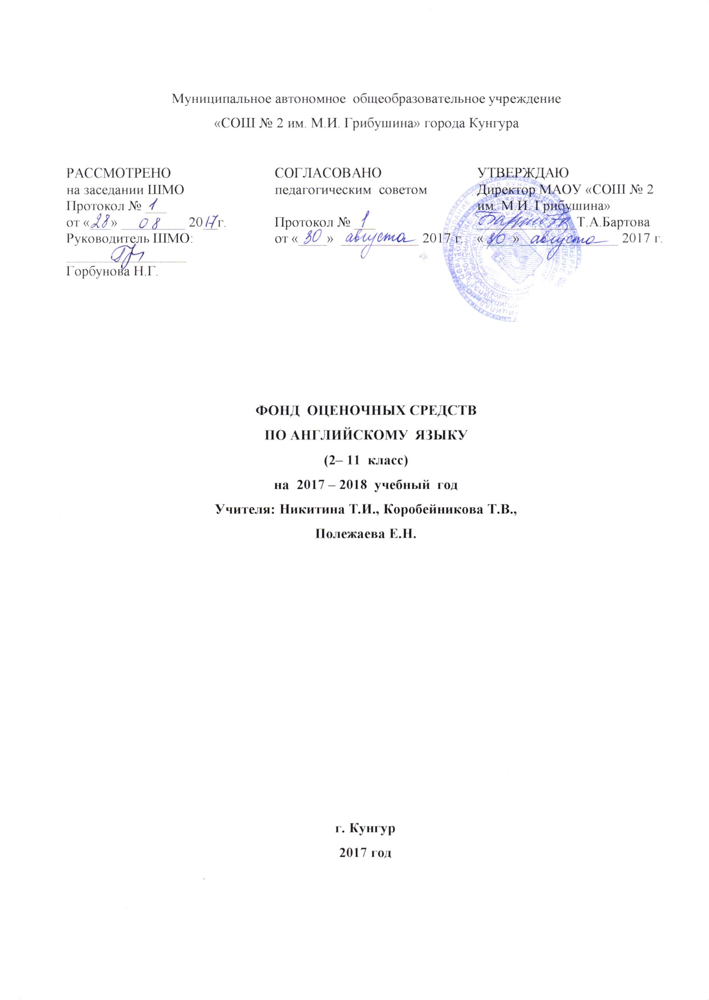 Муниципальное автономное общеобразовательное учреждение
«СОШ № 2 им. М.И. Грибушина» города Кунгура
РАССМОТРЕНО
на заседании ШМО
Протокол № 1
от «28» 08 2017г.
Руководитель ШМО:
Горбунова Н.Г.
СОГЛАСОВАНО
педагогическим советом
Протокол № 1
от « 30 » августа 2017 г.
УТВЕРЖДАЮ
Директор МАОУ «СОШ № 2
им. М.И. Грибушина»
Т.А.Бартова
« 30 » августа 2017 г.
ФОНД ОЦЕНОЧНЫХ СРЕДСТВ
ПО АНГЛИЙСКОМУ ЯЗЫКУ
(2– 11 класс)
на 2017 – 2018 учебный год
Учителя: Никитина Т.И., Коробейникова Т.В.,
Полежаева Е.Н.
г. Кунгур
2017 год